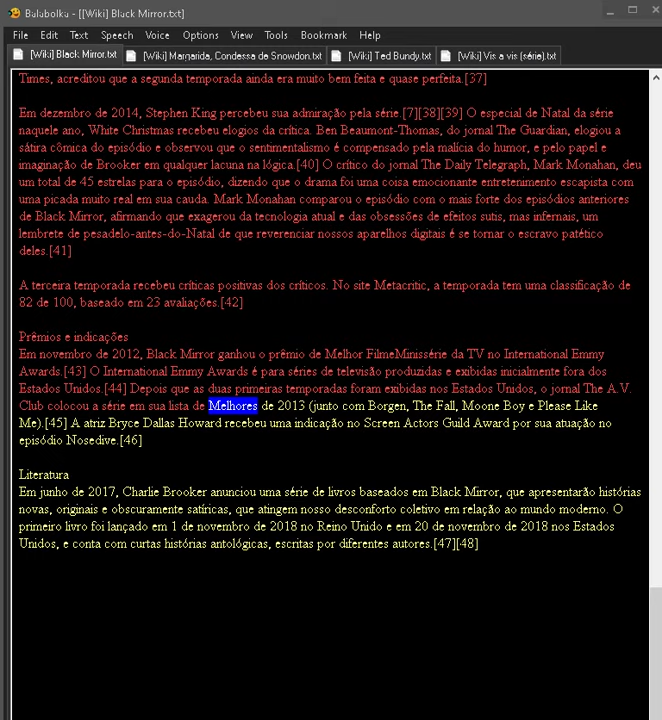 Balabolka - [[Wiki] Black Mirror.txt]
File Edit Text Speech Voice Options View Tools Bookmark Help
[Wiki] Black Mirror.txt [Wiki] Margarida, Condessa de Snowdon.txt [Wiki] Ted Bundy.txt [Wiki] Vis a vis (série).txt
Times, acreditou que a segunda temporada ainda era muito bem feita e quase perfeita.[37]
Em dezembro de 2014, Stephen King percebeu sua admiração pela série.[7][38][39] O especial de Natal da série
naquele ano, White Christmas recebeu elogios da crítica. Ben Beaumont-Thomas, do jornal The Guardian, elogiou a
sátira cômica do episódio e observou que o sentimentalismo é compensado pela malícia do humor, e pelo papel e
imaginação de Brooker em qualquer lacuna na lógica.[40] O crítico do jornal The Daily Telegraph, Mark Monahan, deu
um total de 45 estrelas para o episódio, dizendo que o drama foi uma coisa emocionante entretenimento escapista com
uma picada muito real em sua cauda. Mark Monahan comparou o episódio com o mais forte dos episódios anteriores
de Black Mirror, afirmando que exagerou da tecnologia atual e das obsessões de efeitos sutis, mas infernais, um
lembrete de pesadelo-antes-do-Natal de que reverenciar nossos aparelhos digitais é se tornar o escravo patético
deles.[41]
A terceira temporada recebeu críticas positivas dos críticos. No site Metacritic, a temporada tem uma classificação de
82 de 100, baseado em 23 avaliações.[42]
Prêmios e indicações
Em novembro de 2012, Black Mirror ganhou o prêmio de Melhor FilmeMinissérie da TV no International Emmy
Awards.[43] O International Emmy Awards é para séries de televisão produzidas e exibidas inicialmente fora dos
Estados Unidos.[44] Depois que as duas primeiras temporadas foram exibidas nos Estados Unidos, o jornal The A.V.
Club colocou a série em sua lista de Melhores de 2013 (junto com Borgen, The Fall, Moone Boy e Please Like
Me).[45] A atriz Bryce Dallas Howard recebeu uma indicação no Screen Actors Guild Award por sua atuação no
episódio Nosedive.[46]
Literatura
Em junho de 2017, Charlie Brooker anunciou uma série de livros baseados em Black Mirror, que apresentarão histórias
novas, originais e obscuramente satíricas, que atingem nosso desconforto coletivo em relação ao mundo moderno. O
primeiro livro foi lançado em 1 de novembro de 2018 no Reino Unido e em 20 de novembro de 2018 nos Estados
Unidos, e conta com curtas histórias antológicas, escritas por diferentes autores.[47][48]